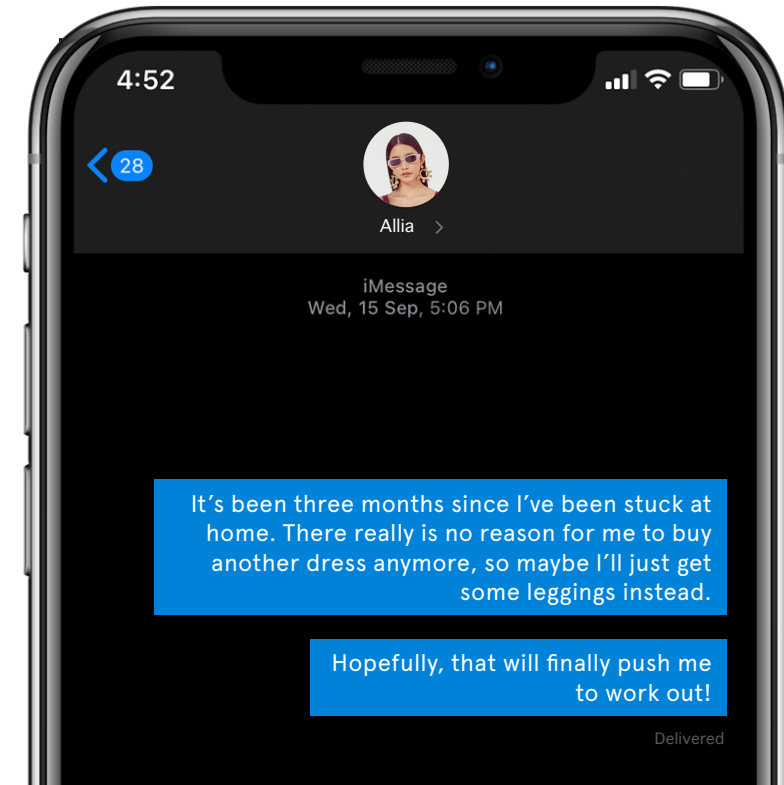 4:52
28
Allia
iMessage
Wed, 15 Sep, 5:06 PM
It’s been three months since I’ve been stuck at
home. There really is no reason for me to buy
another dress anymore, so maybe I’ll just get
some leggings instead.
Hopefully, that will finally push me
to work out!
Delivered